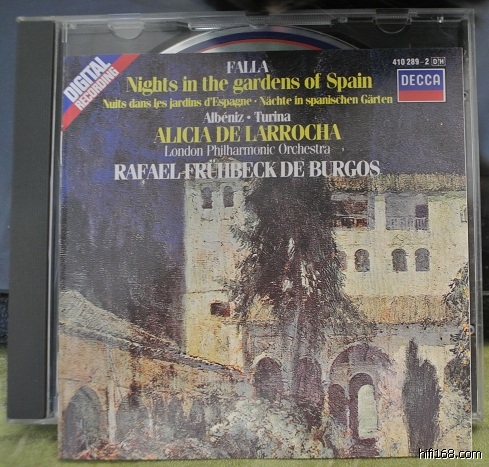 DIGITAL
RECORDING
410 289-2 DH
DECCA
FALLA
Nights in the gardens of Spain
Nuits dans les jardins d'Espagne · Nächte in spanischen Gärten
Albéniz · Turina
ALICIA DE LARROCHA
London Philharmonic Orchestra
RAFAEL FRÜHBECK DE BURGOS
hifi168.com